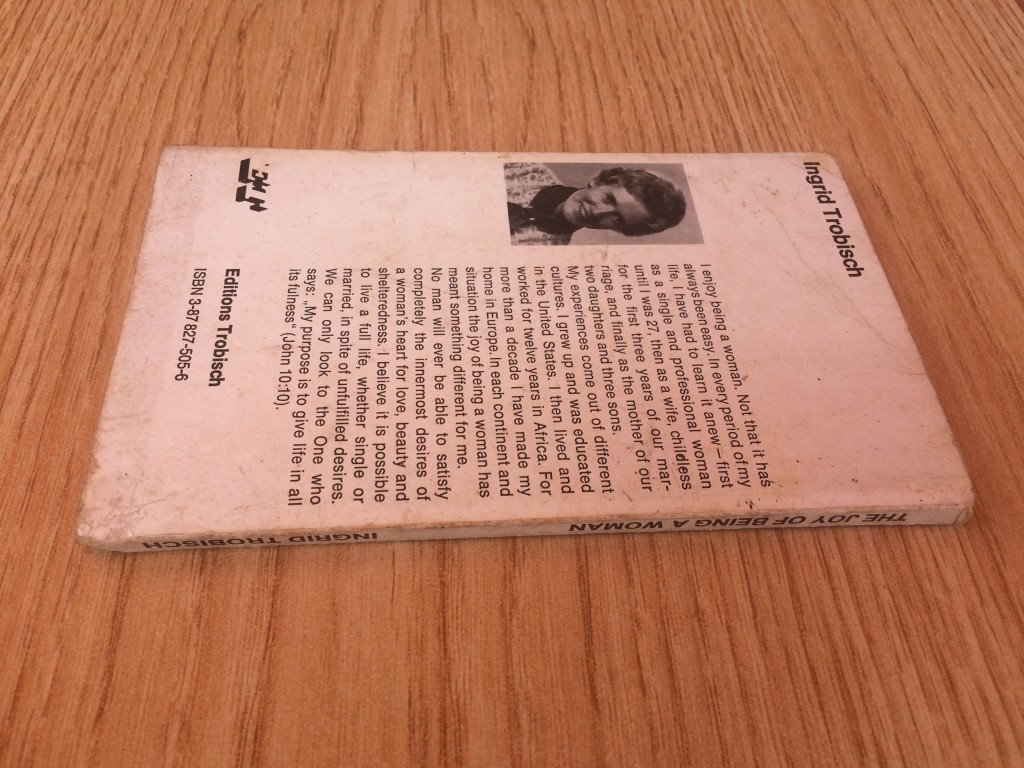 Ingrid Trobisch
I enjoy being a woman. Not that it has
always been easy. In every period of my
life I have had to learn it anew – first
as a single and professional woman
until I was 27, then as a wife, childless
for the first three years of our mar-
riage, and finally as the mother of our
two daughters and three sons.
My experiences come out of different
cultures. I grew up and was educated
in the United States. I then lived and
worked for twelve years in Africa. For
more than a decade I have made my
home in Europe. In each continent and
situation the joy of being a woman has
meant something different for me.
No man will ever be able to satisfy
completely the innermost desires of
a woman's heart for love, beauty and
shelteredness. I believe it is possible
to live a full life, whether single or
married, in spite of unfulfilled desires.
We can only look to the One who
says: „My purpose is to give life in all
its fulness“ (John 10:10).
Editions Trobisch
ISBN 3-87 827-505-6
INGRID TROBISCH
THE JOY OF BEING A WOMAN